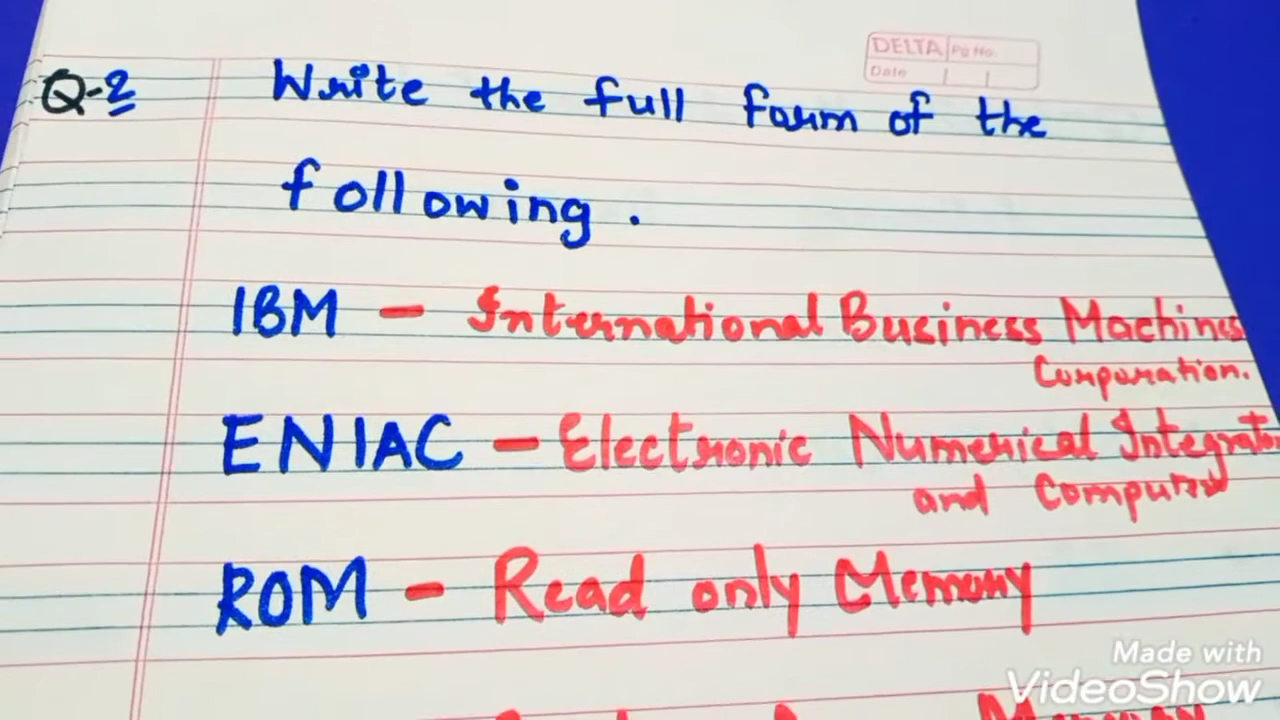 DELTA Pg No.
Date
Q-2 Write the full form of the
following.
IBM - International Business Machines
Corporation.
ENIAC - Electronic Numerical Integrator
and Computer
ROM - Read only Memory
Memory
Made with
VideoShow